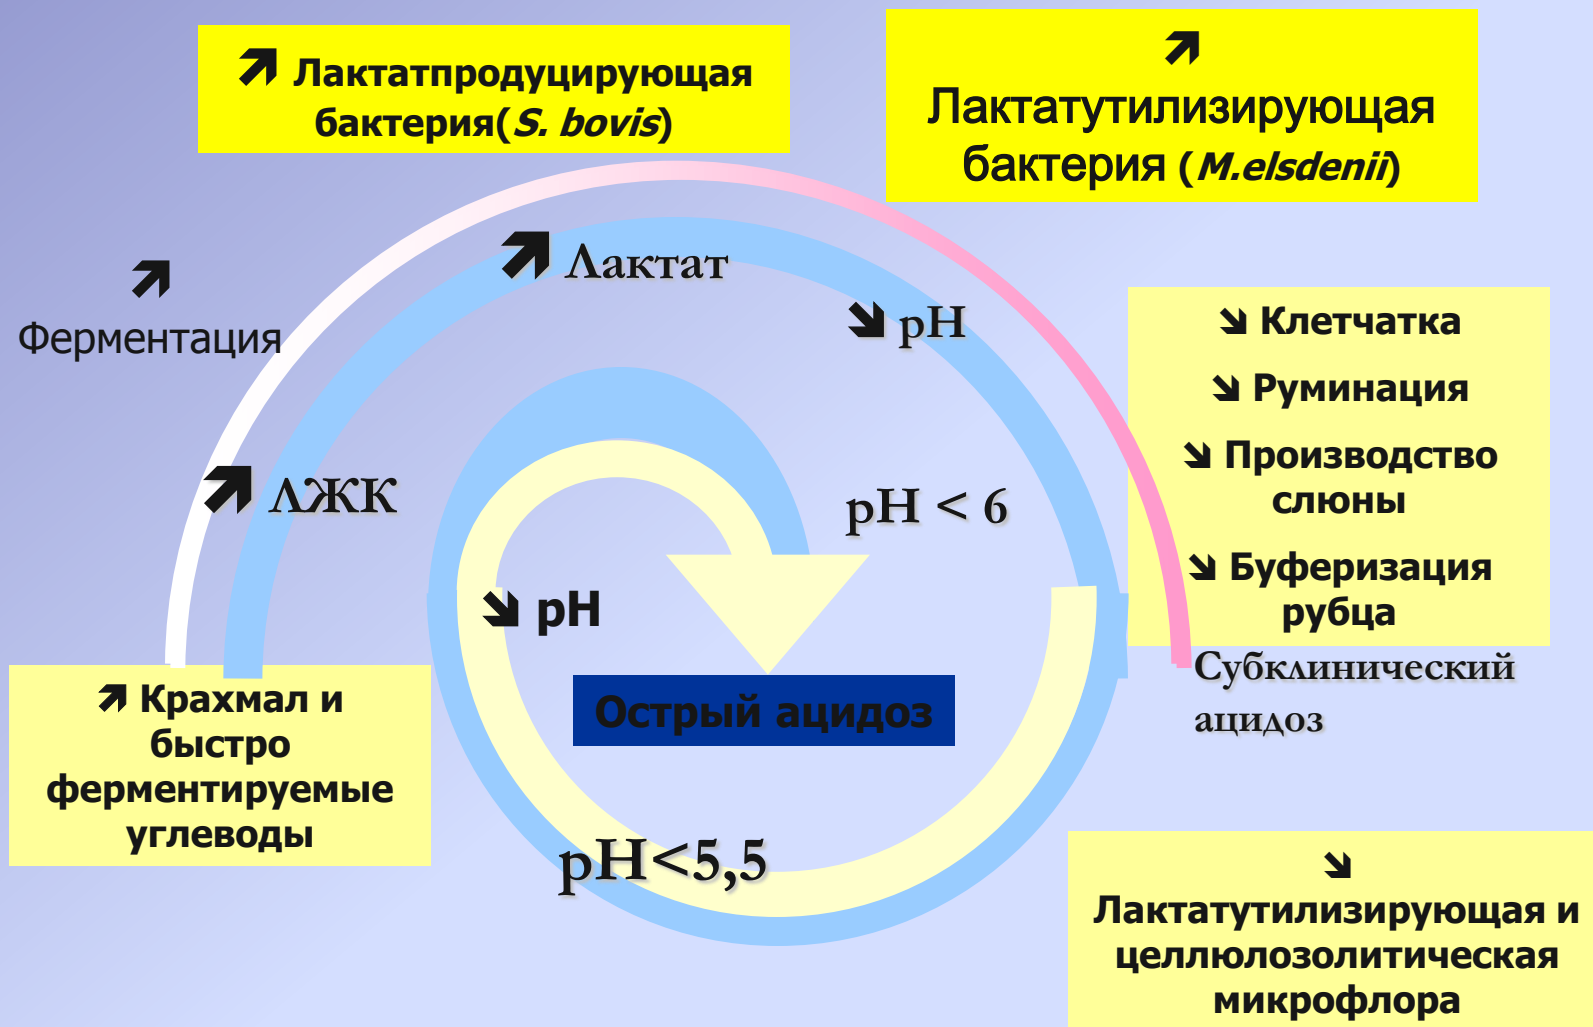 ↗ Лактатпродуцирующая
бактерия(S. bovis)
↗
Лактатутилизирующая
бактерия (M.elsdenii)
↗
Ферментация
↗ Лактат
↘ pH
↘ Клетчатка
↘ Руминация
↘ Производство
слюны
↘ Буферизация
рубца
↗ ЛЖК
pH < 6
↘ pH
Субклинический
ацидоз
↗ Крахмал и
быстро
ферментируемые
углеводы
Острый ацидоз
pH<5,5
↘
Лактатутилизирующая и
целлюлозолитическая
микрофлора